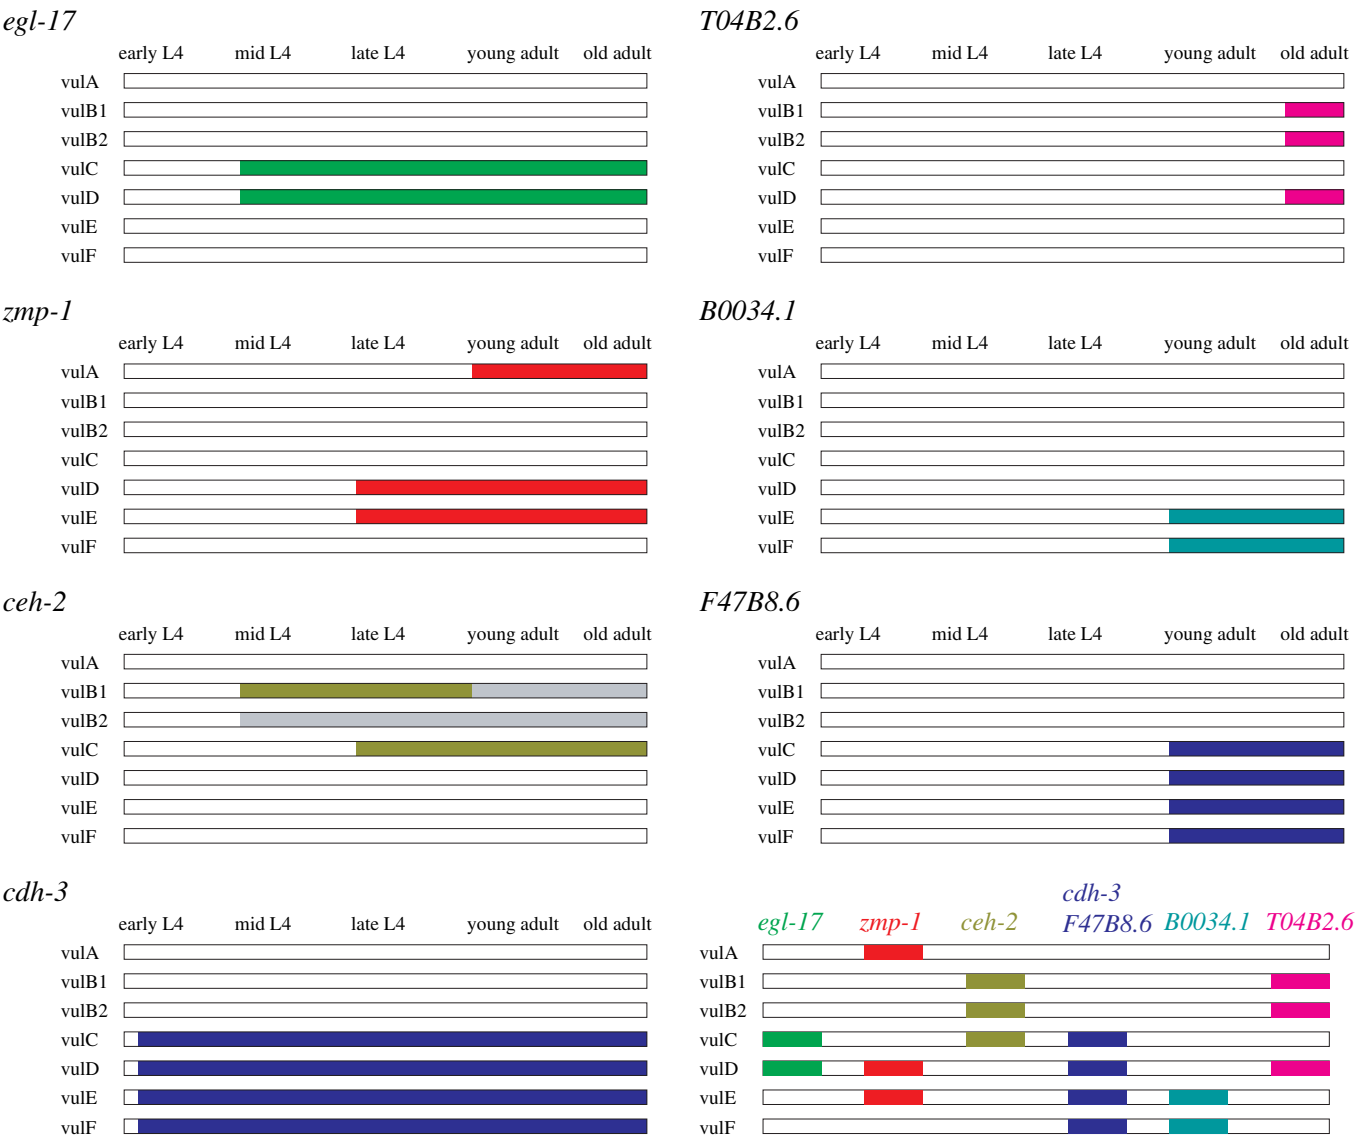 egl-17
early L4 mid L4 late L4 young adult old adult
vulA
vulB1
vulB2
vulC
vulD
vulE
vulF
zmp-1
early L4 mid L4 late L4 young adult old adult
vulA
vulB1
vulB2
vulC
vulD
vulE
vulF
ceh-2
early L4 mid L4 late L4 young adult old adult
vulA
vulB1
vulB2
vulC
vulD
vulE
vulF
cdh-3
early L4 mid L4 late L4 young adult old adult
vulA
vulB1
vulB2
vulC
vulD
vulE
vulF
T04B2.6
early L4 mid L4 late L4 young adult old adult
vulA
vulB1
vulB2
vulC
vulD
vulE
vulF
B0034.1
early L4 mid L4 late L4 young adult old adult
vulA
vulB1
vulB2
vulC
vulD
vulE
vulF
F47B8.6
early L4 mid L4 late L4 young adult old adult
vulA
vulB1
vulB2
vulC
vulD
vulE
vulF
cdh-3
egl-17 zmp-1 ceh-2 F47B8.6 B0034.1 T04B2.6
vulA
vulB1
vulB2
vulC
vulD
vulE
vulF